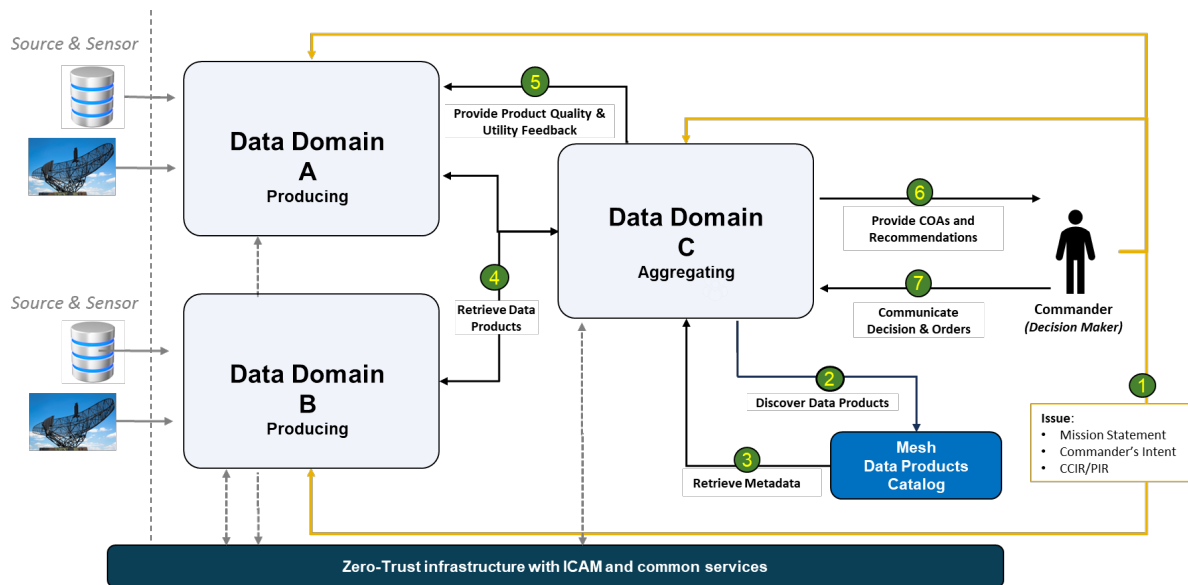 Source & Sensor
Data Domain
A
Producing
5
Provide Product Quality &
Utility Feedback
Data Domain
C
Aggregating
6
Provide COAs and
Recommendations
4
Retrieve Data
Products
7
Communicate
Decision & Orders
Commander
(Decision Maker)
Source & Sensor
Data Domain
B
Producing
2
Discover Data Products
1
Issue:
• Mission Statement
• Commander's Intent
• CCIR/PIR
3
Retrieve Metadata
Mesh
Data Products
Catalog
Zero-Trust infrastructure with ICAM and common services